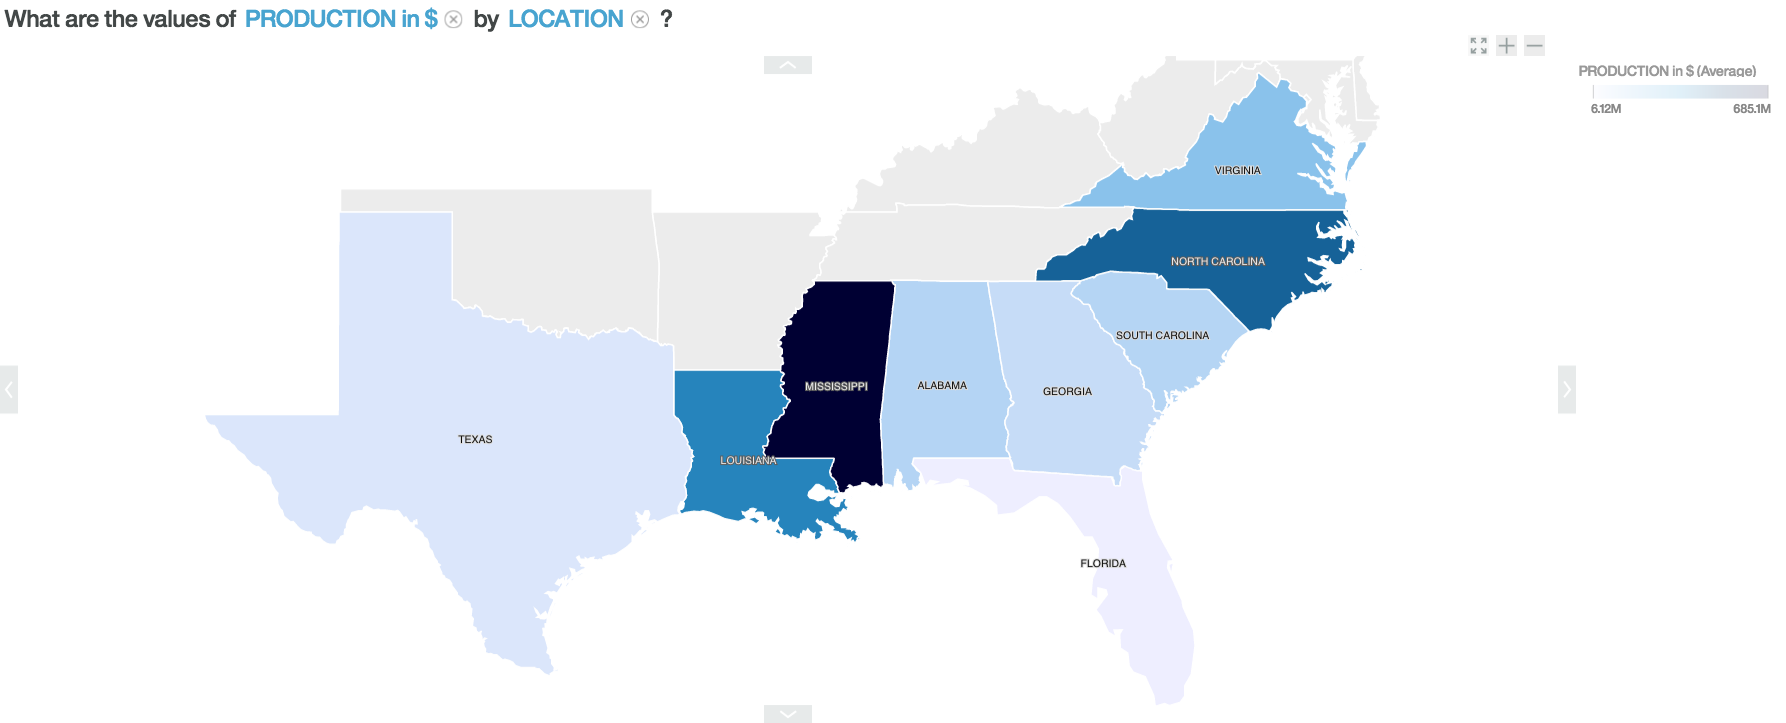 What are the values of PRODUCTION in $ by LOCATION ?
PRODUCTION in $ (Average)
6.12M 685.1M
VIRGINIA
NORTH CAROLINA
SOUTH CAROLINA
MISSISSIPPI
ALABAMA
GEORGIA
TEXAS
LOUISIANA
FLORIDA